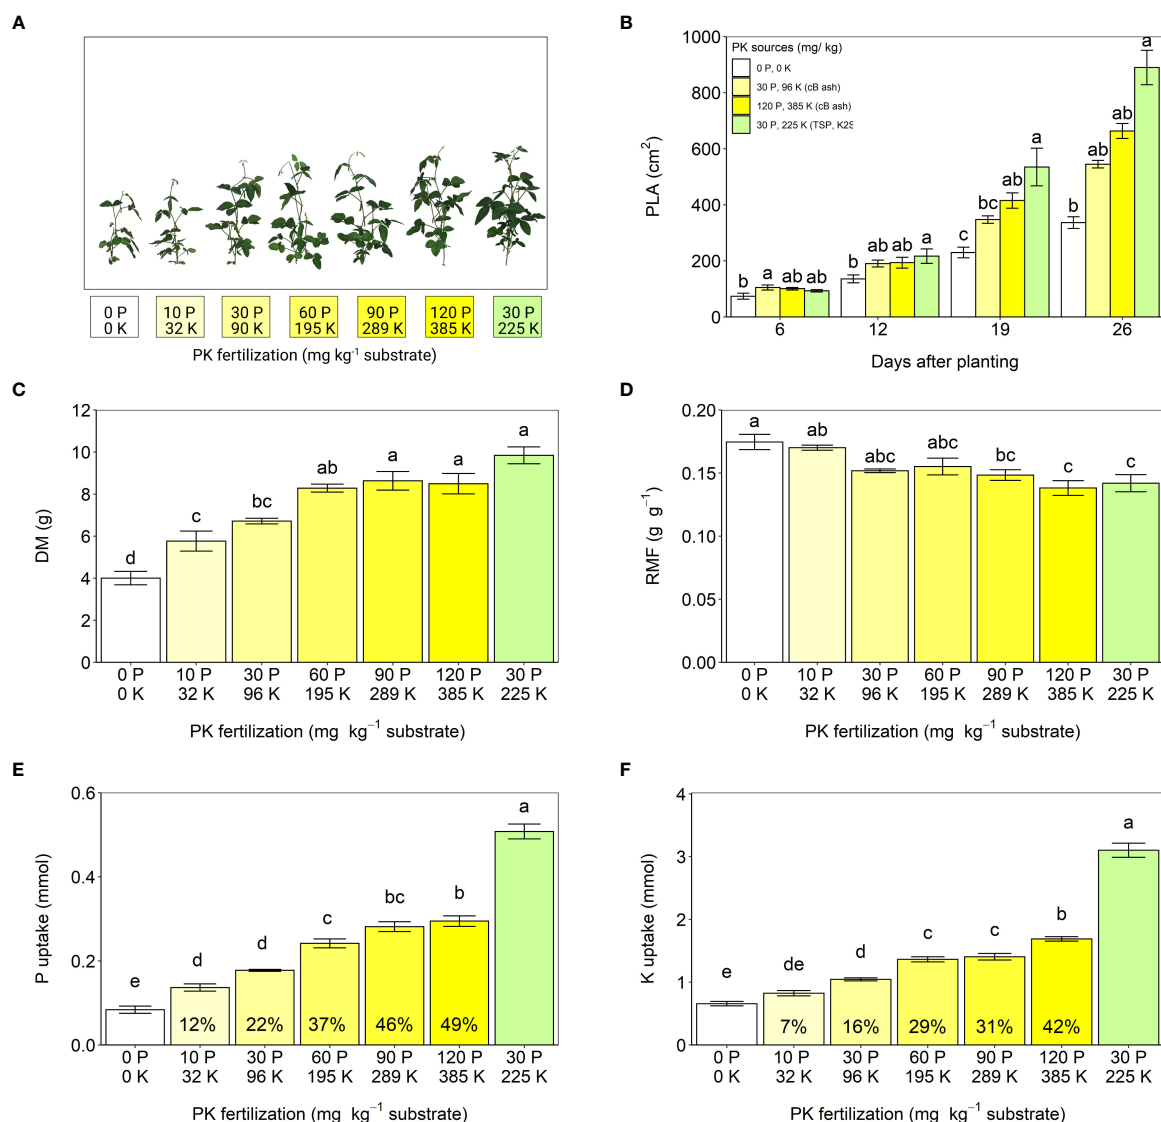 A
0 P
0 K
10 P
32 K
30 P
90 K
60 P
195 K
90 P
289 K
120 P
385 K
30 P
225 K
PK fertilization (mg kg⁻¹ substrate)
B
PK sources (mg/ kg)
0 P, 0 K
30 P, 96 K (cB ash)
120 P, 385 K (cB ash)
30 P, 225 K (TSP, K2S
1000
800
600
400
200
0
PLA (cm²)
b a ab ab
b ab ab a
c bc ab a
b ab ab a
6 12 19 26
Days after planting
C
12
10
8
6
4
2
0
DM (g)
d c bc ab a a a
0 P 10 P 30 P 60 P 90 P 120 P 30 P
0 K 32 K 96 K 195 K 289 K 385 K 225 K
PK fertilization (mg kg⁻¹ substrate)
D
0.20
0.15
0.10
0.05
0.00
RMF (g g⁻¹)
a ab abc abc bc c c
0 P 10 P 30 P 60 P 90 P 120 P 30 P
0 K 32 K 96 K 195 K 289 K 385 K 225 K
PK fertilization (mg kg⁻¹ substrate)
E
0.6
0.4
0.2
0.0
P uptake (mmol)
e d d c bc b a
12% 22% 37% 46% 49%
0 P 10 P 30 P 60 P 90 P 120 P 30 P
0 K 32 K 96 K 195 K 289 K 385 K 225 K
PK fertilization (mg kg⁻¹ substrate)
F
4
3
2
1
0
K uptake (mmol)
e de d c c b a
7% 16% 29% 31% 42%
0 P 10 P 30 P 60 P 90 P 120 P 30 P
0 K 32 K 96 K 195 K 289 K 385 K 225 K
PK fertilization (mg kg⁻¹ substrate)